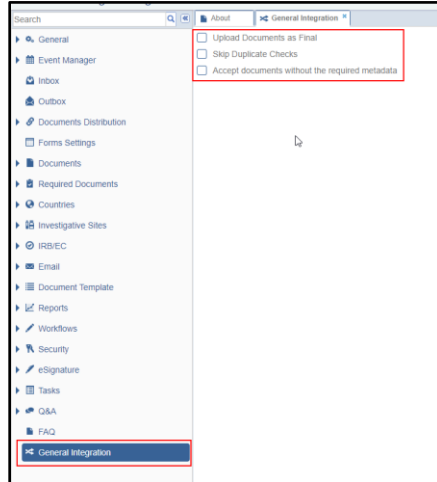 Search
About
General Integration
General
Event Manager
Inbox
Outbox
Documents Distribution
Forms Settings
Documents
Required Documents
Countries
Investigative Sites
IRB/EC
Email
Document Template
Reports
Workflows
Security
eSignature
Tasks
Q&A
FAQ
General Integration
Upload Documents as Final
Skip Duplicate Checks
Accept documents without the required metadata